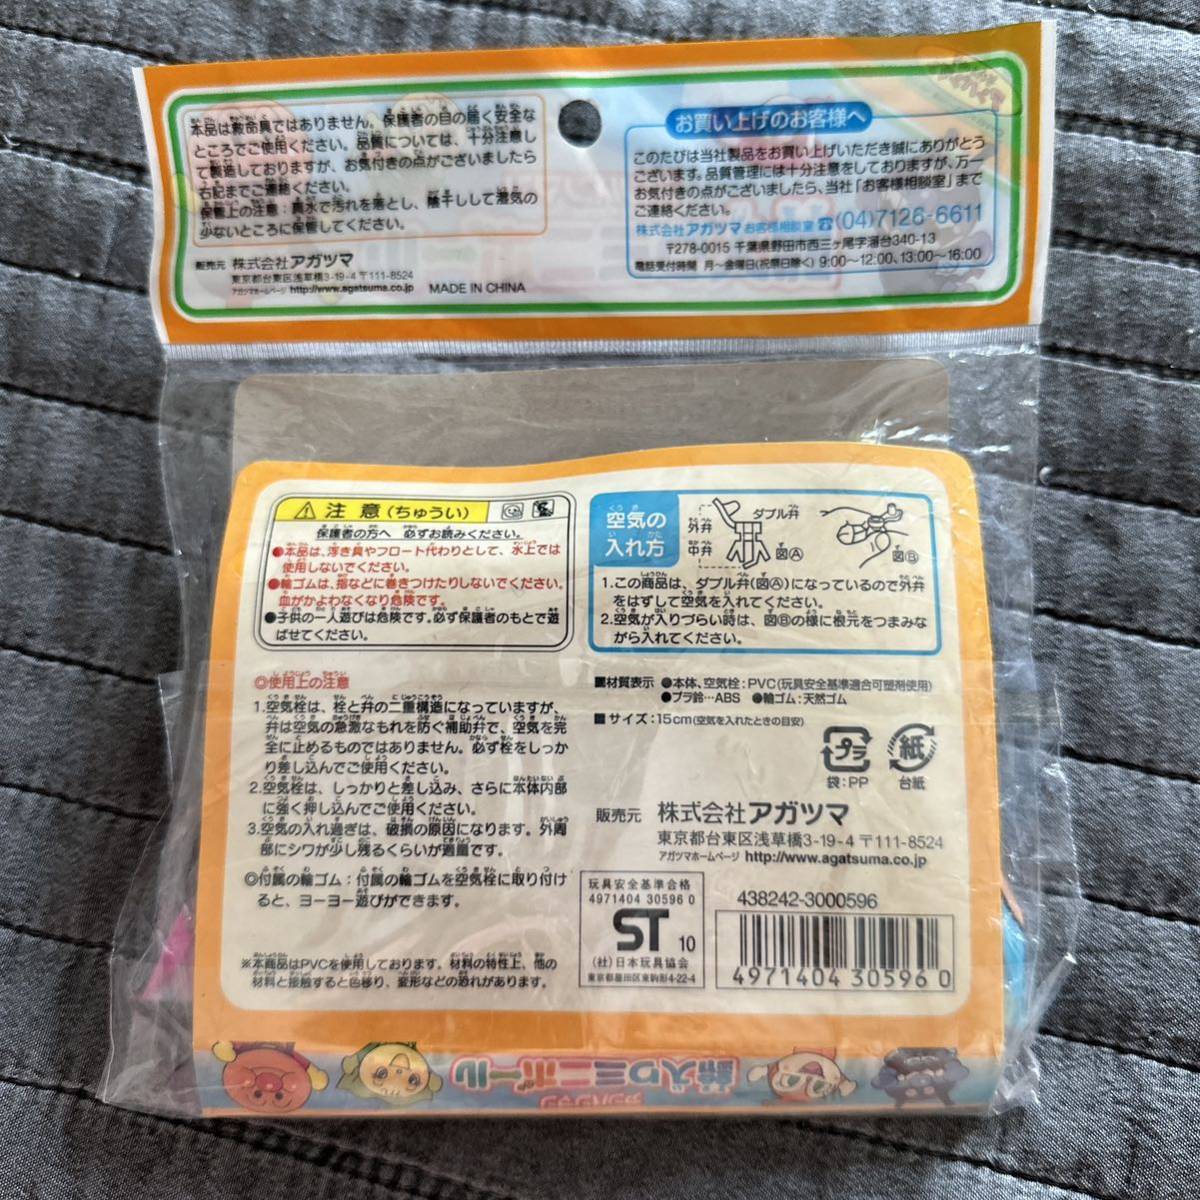 本品は救命具ではありません。保護者の目の届く安全な
ところでご使用ください。品質については、十分注意し
て製造しておりますが、お気付きの点がございましたら
右記までご連絡ください。
保管上の注意：真水で汚れを落とし、陰干しして湿気の
少ないところに保管してください。
販売元 株式会社アガツマ
東京都台東区浅草橋3-19-4 〒111-8524
アガツマホームページ http://www.agatsuma.co.jp MADE IN CHINA
お買い上げのお客様へ
このたびは当社製品をお買い上げいただき誠にありがとう
ございます。品質管理には十分注意をしておりますが、万一
お気付きの点がございましたら、当社「お客様相談室」まで
ご連絡ください。
株式会社アガツマ お客様相談室 ☎(04)7126-6611
〒278-0015 千葉県野田市西三ヶ尾字溜台340-13
電話受付時間 月〜金曜日(祝祭日除く) 9:00〜12:00、13:00〜16:00
⚠ 注意（ちゅうい）
保護者の方へ 必ずお読みください。
●本品は、浮き具やフロート代わりとして、水上では
使用しないでください。
●輪ゴムは、指などに巻きつけたりしないでください。
血がかよわなくなり危険です。
●子供の一人遊びは危険です。必ず保護者のもとで遊
ばせてください。
空気の
入れ方
外弁
中弁
ダブル弁
図Ⓐ
図Ⓑ
1.この商品は、ダブル弁(図Ⓐ)になっているので外弁
をはずして空気を入れてください。
2.空気が入りづらい時は、図Ⓑの様に根元をつまみな
がら入れてください。
◎使用上の注意
1.空気栓は、栓と弁の二重構造になっていますが、
弁は空気の急激なもれを防ぐ補助弁で、空気を完
全に止めるものではありません。必ず栓をしっか
り差し込んでご使用ください。
2.空気栓は、しっかりと差し込み、さらに本体内部
に強く押し込んでご使用ください。
3.空気の入れ過ぎは、破損の原因になります。外周
部にシワが少し残るくらいが適量です。
◎付属の輪ゴム：付属の輪ゴムを空気栓に取り付け
ると、ヨーヨー遊びができます。
※本商品はPVCを使用しております。材料の特性上、他の
材料と接触すると色移り、変形などの恐れがあります。
■材質表示 ●本体、空気栓：PVC(玩具安全基準適合可塑剤使用)
●プラ鈴…ABS ●輪ゴム：天然ゴム
■サイズ：15cm(空気を入れたときの目安)
プラ
袋：PP
紙
台紙
販売元 株式会社アガツマ
東京都台東区浅草橋3-19-4 〒111-8524
アガツマホームページ http://www.agatsuma.co.jp
玩具安全基準合格
4971404 30596 0
ST 10
(社)日本玩具協会
東京都墨田区東駒形4-22-4
438242-3000596
4971404 305960
アンパンマン
鈴入りミニボール